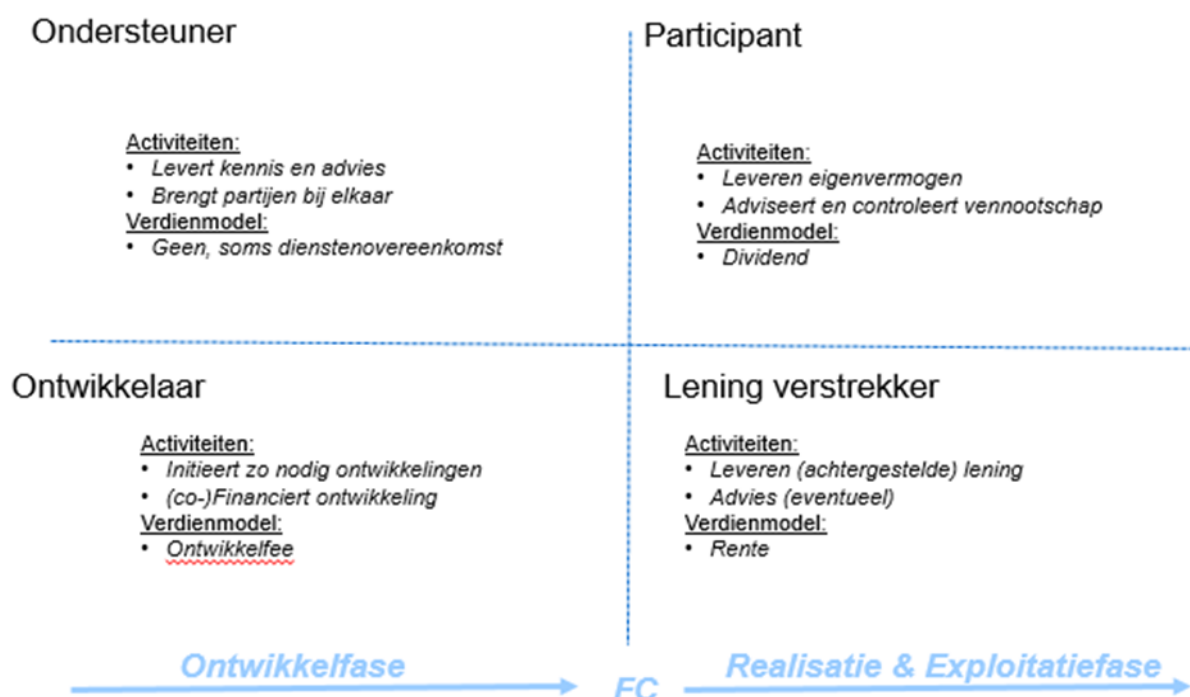 Ondersteuner
Activiteiten:
• Levert kennis en advies
• Brengt partijen bij elkaar
Verdienmodel:
• Geen, soms dienstenovereenkomst
Participant
Activiteiten:
• Leveren eigenvermogen
• Adviseert en controleert vennootschap
Verdienmodel:
• Dividend
Ontwikkelaar
Activiteiten:
• Initieert zo nodig ontwikkelingen
• (co-)Financiert ontwikkeling
Verdienmodel:
• Ontwikkelfee
Lening verstrekker
Activiteiten:
• Leveren (achtergestelde) lening
• Advies (eventueel)
Verdienmodel:
• Rente
Ontwikkelfase
FC
Realisatie & Exploitatiefase